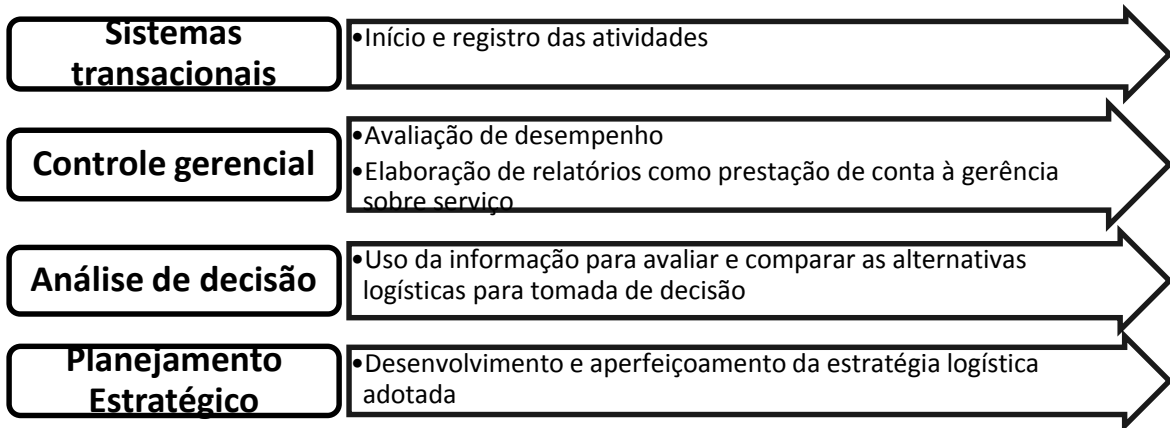 Sistemas
transacionais
•Início e registro das atividades
Controle gerencial
•Avaliação de desempenho
•Elaboração de relatórios como prestação de conta à gerência
sobre serviço
Análise de decisão
•Uso da informação para avaliar e comparar as alternativas
logísticas para tomada de decisão
Planejamento
Estratégico
•Desenvolvimento e aperfeiçoamento da estratégia logística
adotada